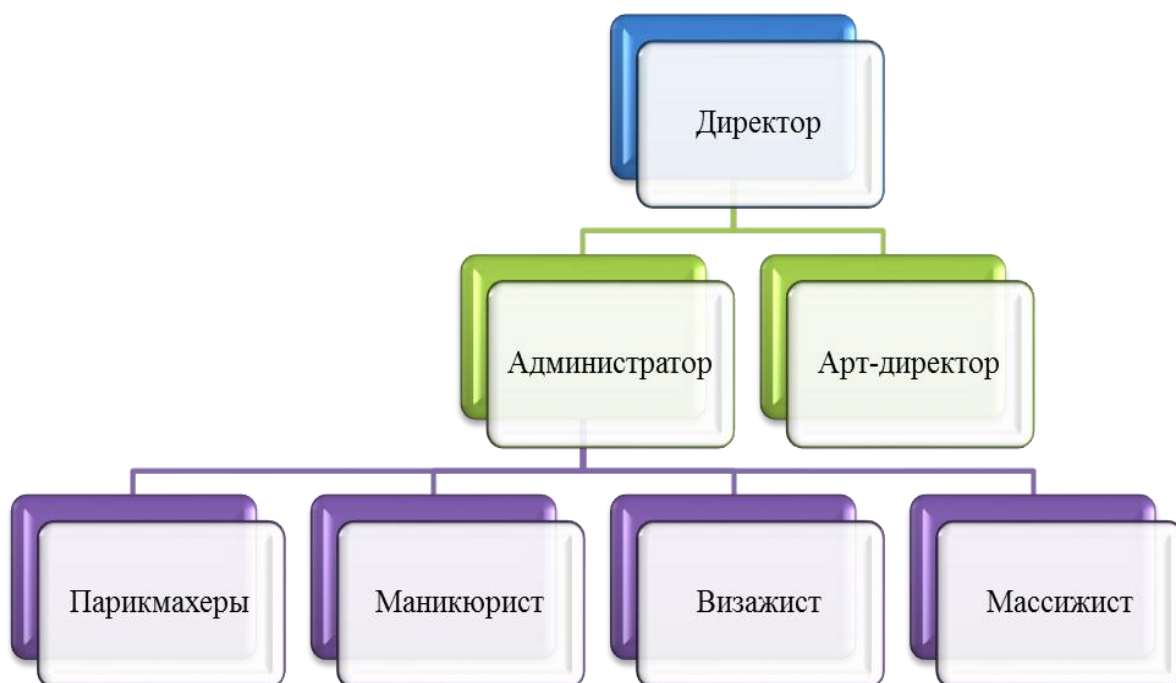 Директор
Администратор
Арт-директор
Парикмахеры
Маникюрист
Визажист
Массижист